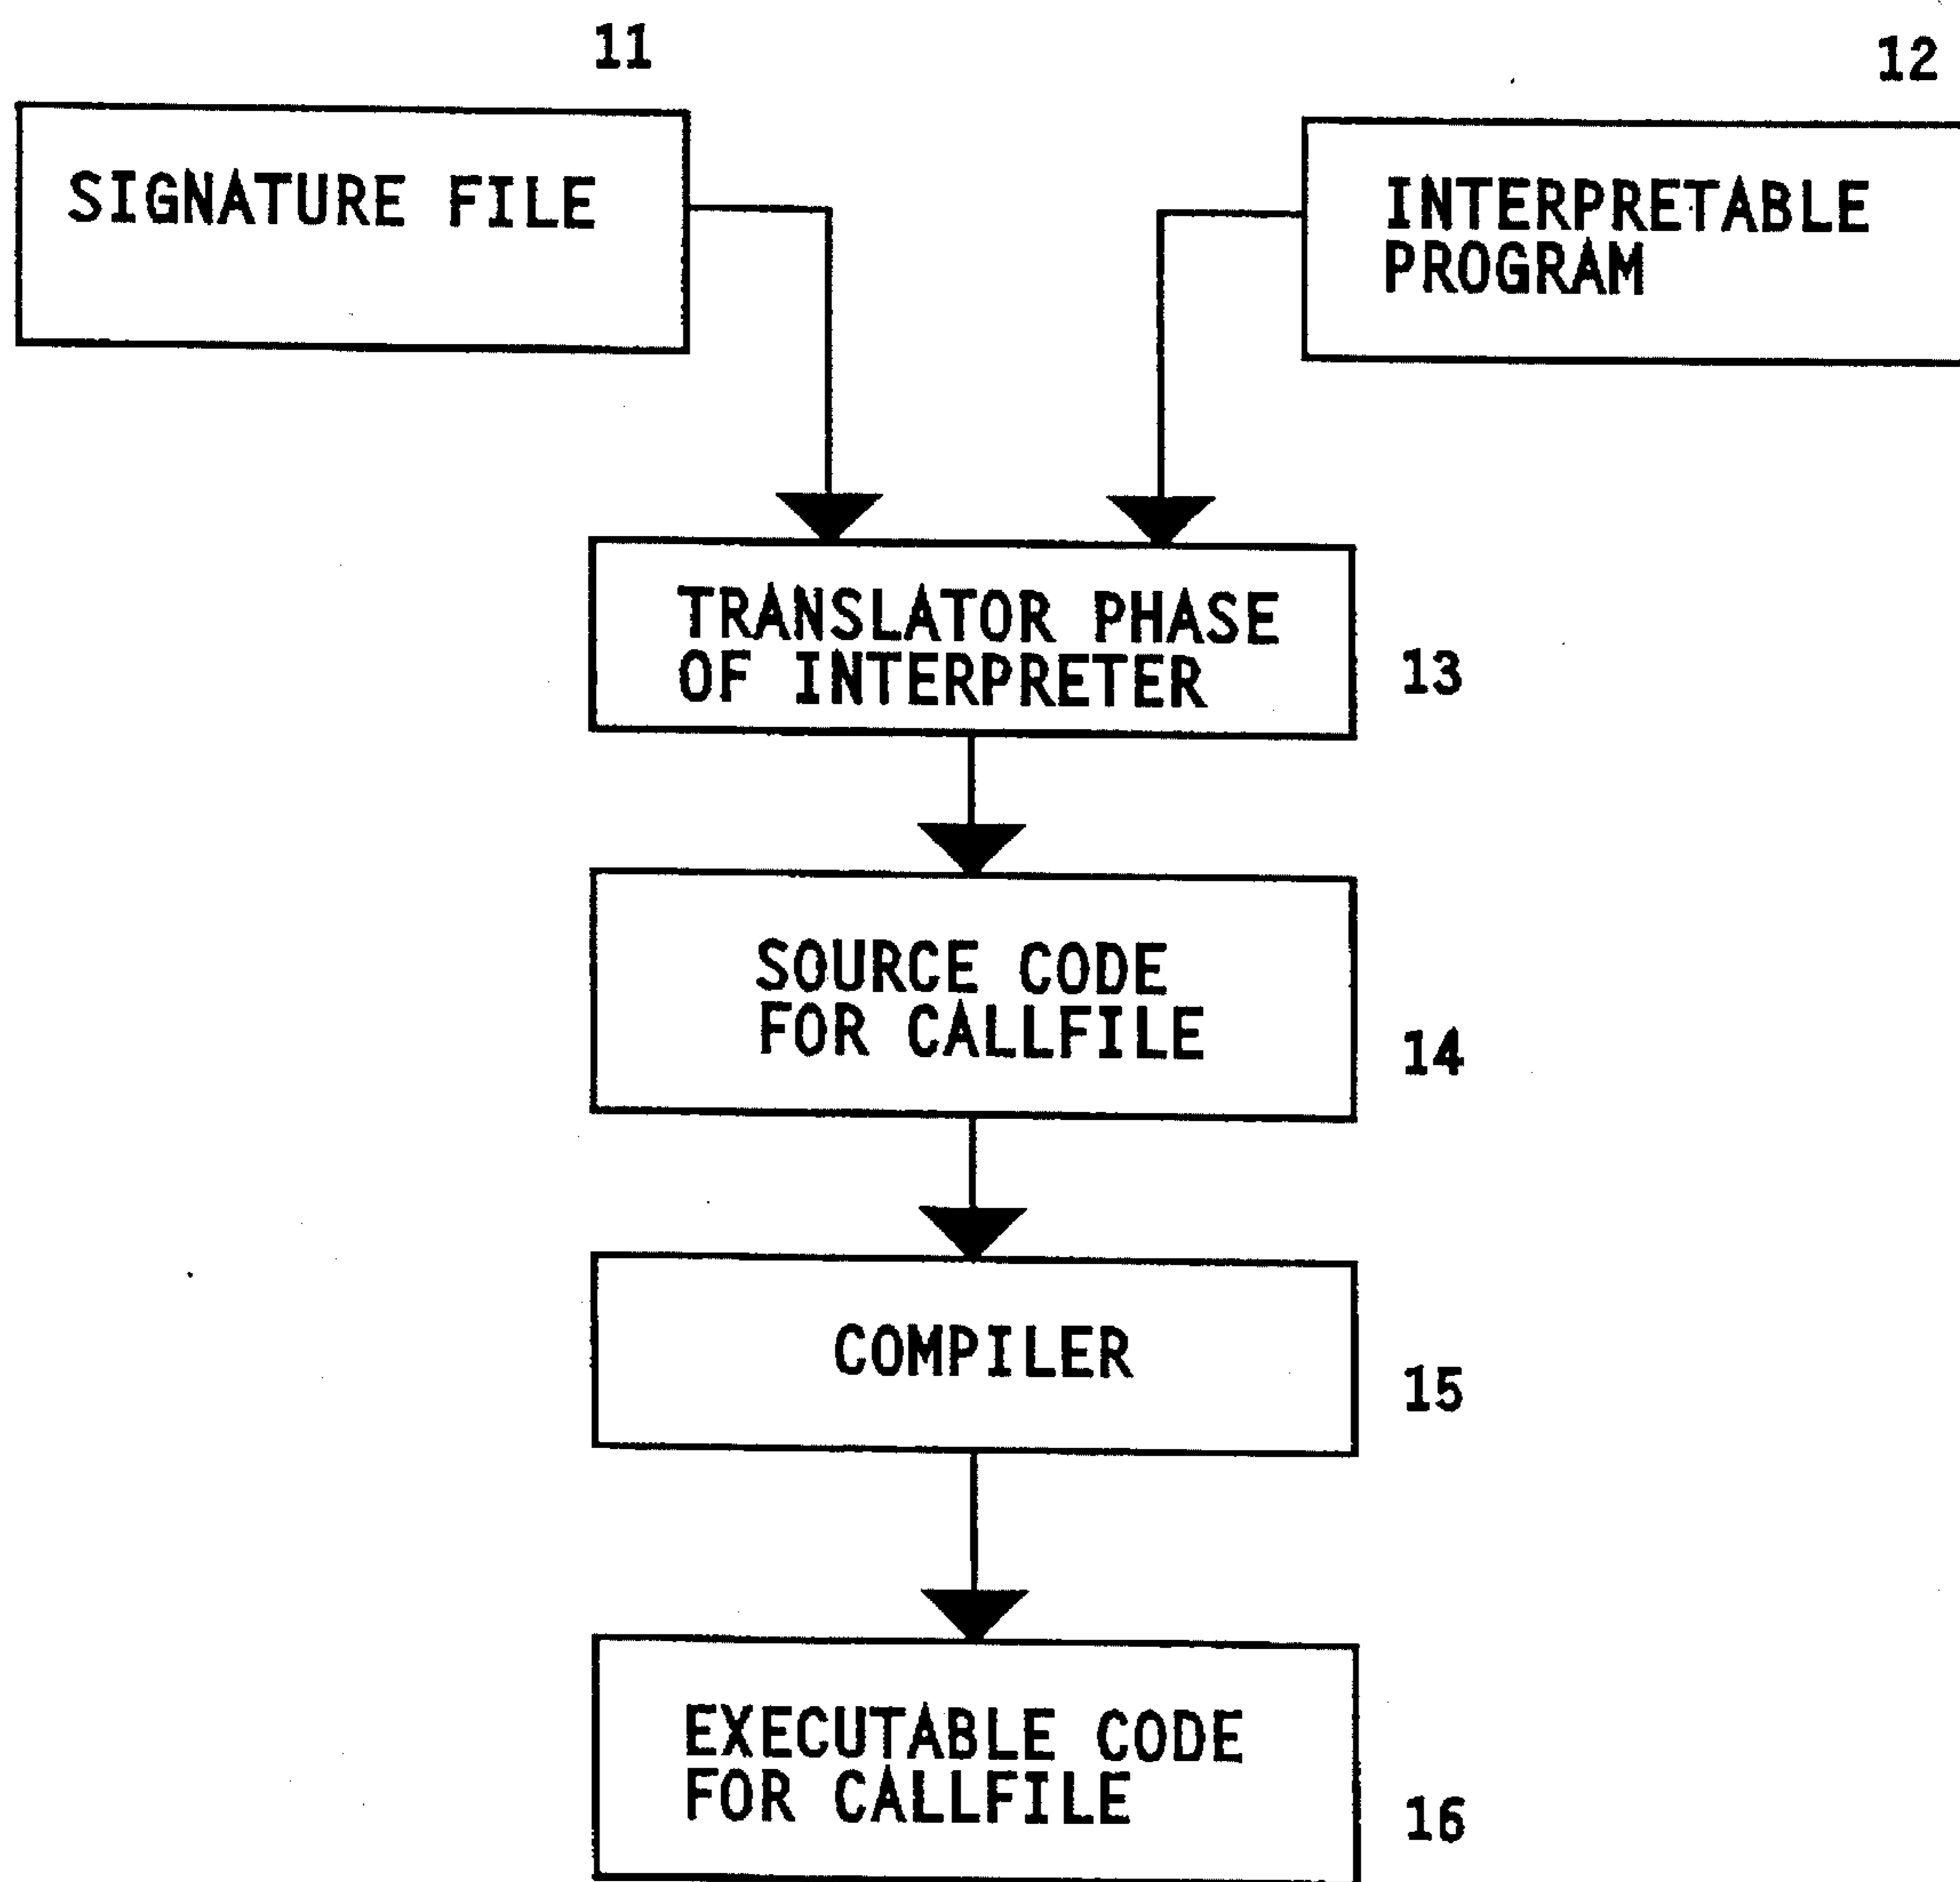 11
12
SIGNATURE FILE
INTERPRETABLE
PROGRAM
TRANSLATOR PHASE
OF INTERPRETER
13
SOURCE CODE
FOR CALLFILE
14
COMPILER
15
EXECUTABLE CODE
FOR CALLFILE
16